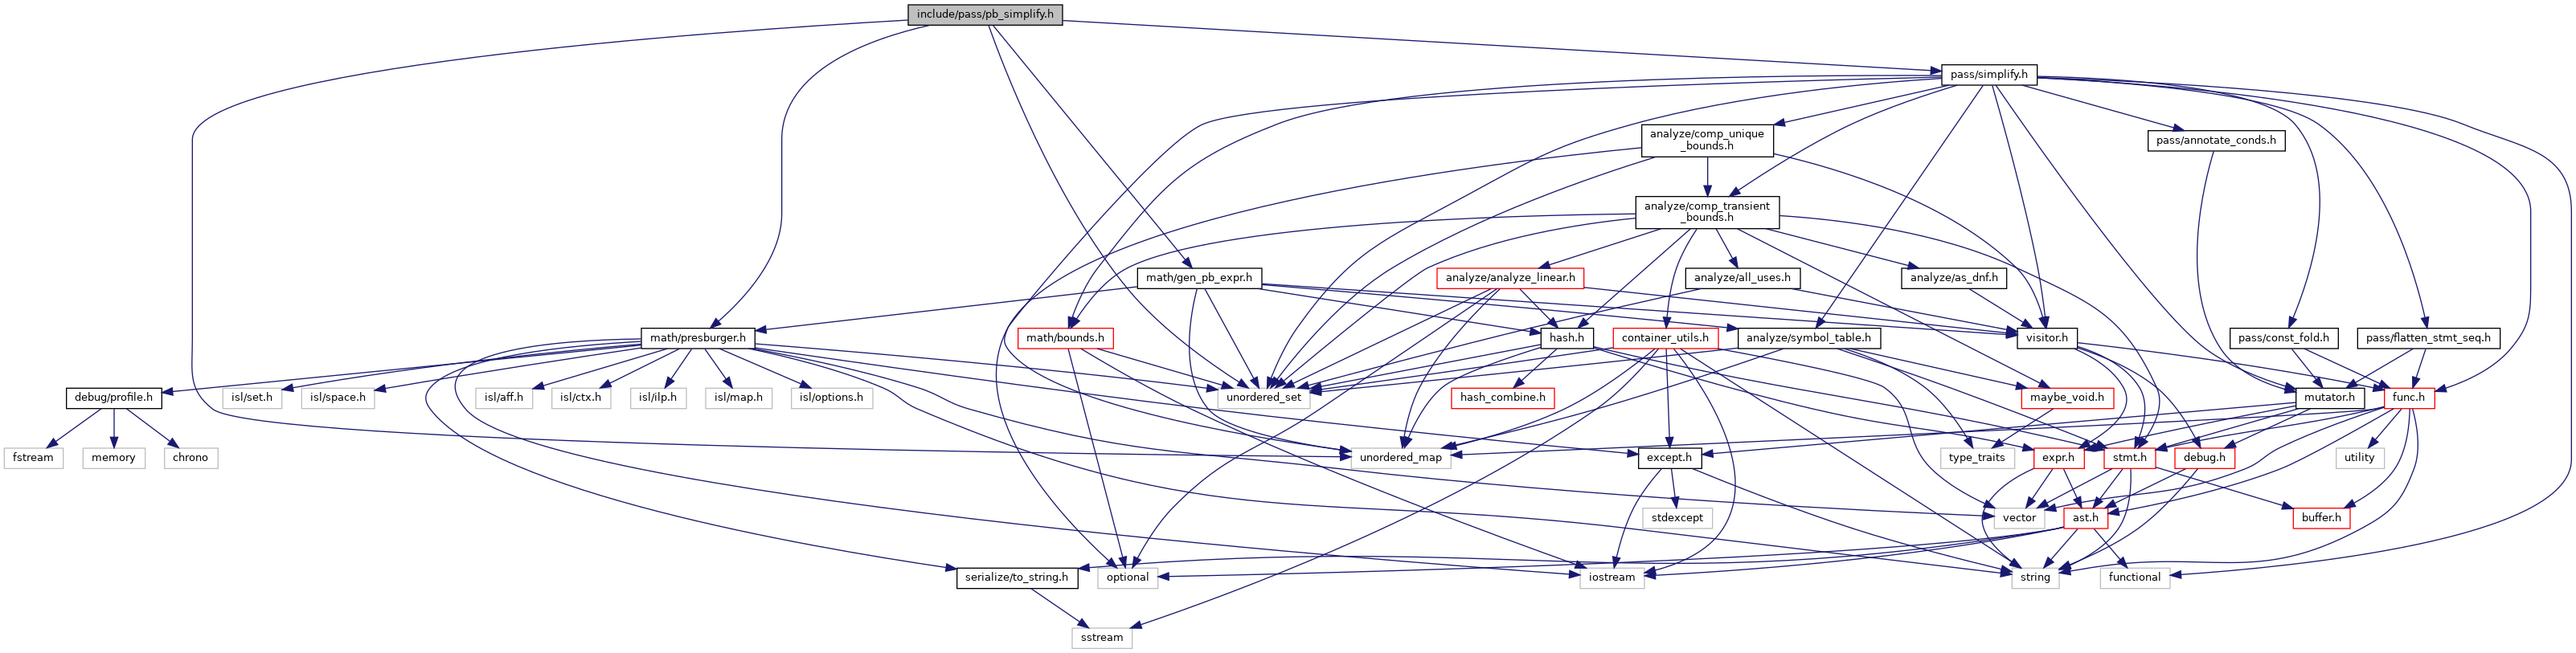 include/pass/pb_simplify.h
pass/simplify.h
analyze/comp_unique
_bounds.h
pass/annotate_conds.h
analyze/comp_transient
_bounds.h
math/gen_pb_expr.h
analyze/analyze_linear.h
analyze/all_uses.h
analyze/as_dnf.h
math/presburger.h
math/bounds.h
hash.h
container_utils.h
analyze/symbol_table.h
visitor.h
pass/const_fold.h
pass/flatten_stmt_seq.h
debug/profile.h
isl/set.h
isl/space.h
isl/aff.h
isl/ctx.h
isl/ilp.h
isl/map.h
isl/options.h
unordered_set
hash_combine.h
maybe_void.h
mutator.h
func.h
fstream
memory
chrono
unordered_map
except.h
type_traits
expr.h
stmt.h
debug.h
utility
stdexcept
vector
ast.h
buffer.h
serialize/to_string.h
optional
iostream
string
functional
sstream